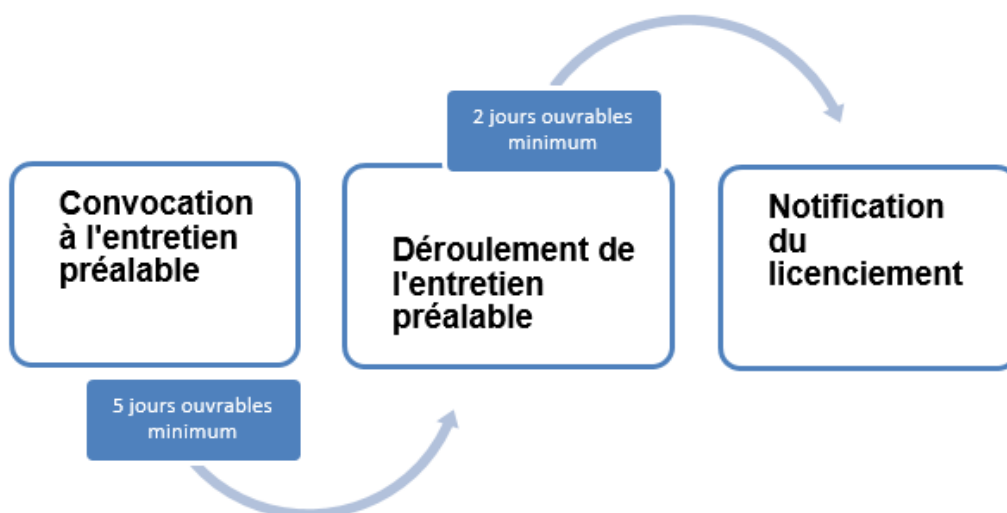 Convocation
à l'entretien
préalable
5 jours ouvrables
minimum
2 jours ouvrables
minimum
Déroulement de
l'entretien
préalable
Notification
du
licenciement